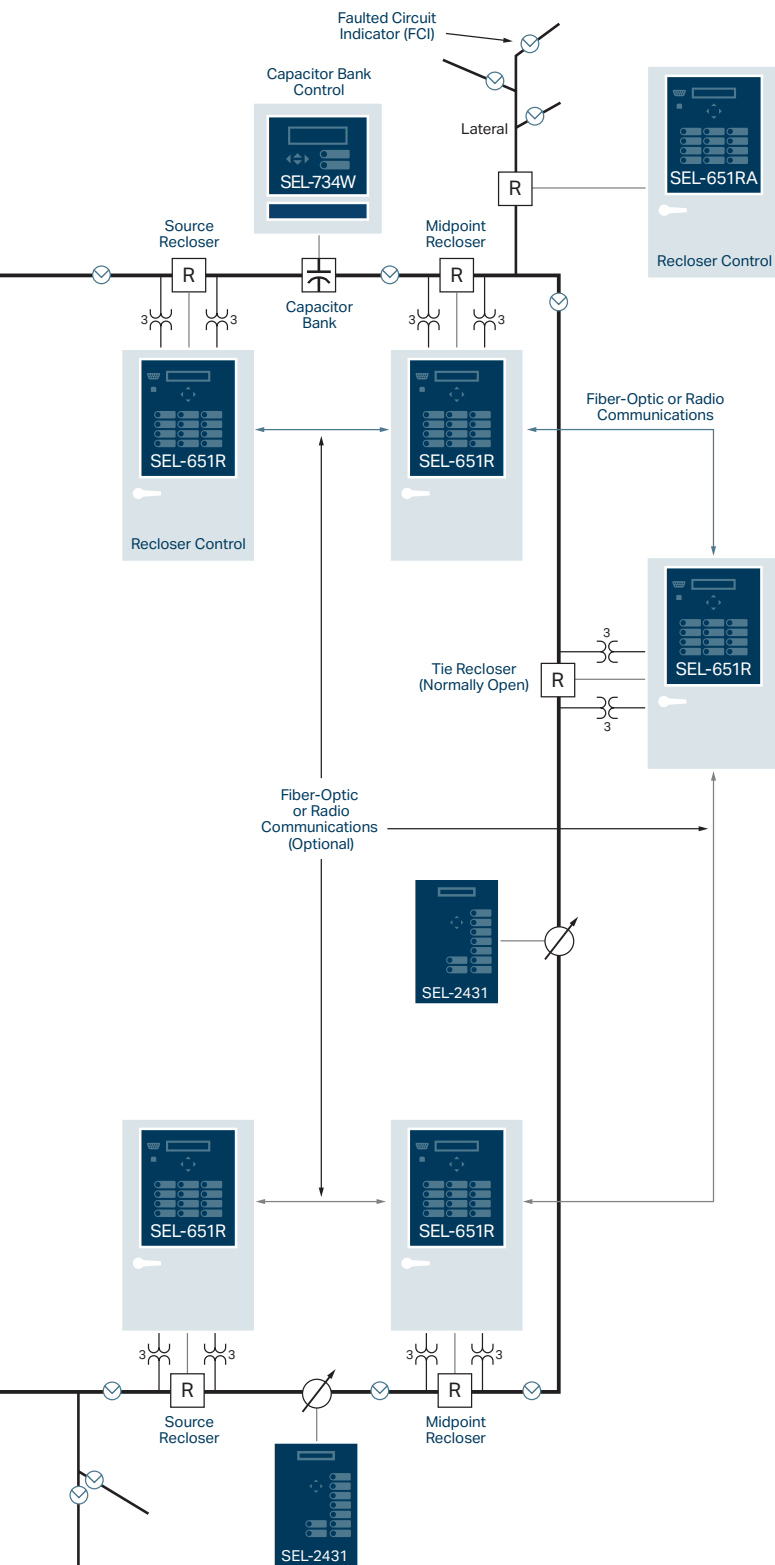 Faulted Circuit
Indicator (FCI)
Capacitor Bank
Control
Lateral
SEL-734W
R
SEL-651RA
Recloser Control
Source
Recloser
Midpoint
Recloser
R
R
Capacitor
Bank
3
3
3
3
SEL-651R
SEL-651R
Recloser Control
Fiber-Optic or Radio
Communications
3
SEL-651R
Tie Recloser
(Normally Open)
R
3
Fiber-Optic
or Radio
Communications
(Optional)
SEL-2431
SEL-651R
SEL-651R
3
3
3
3
R
R
Source
Recloser
Midpoint
Recloser
SEL-2431